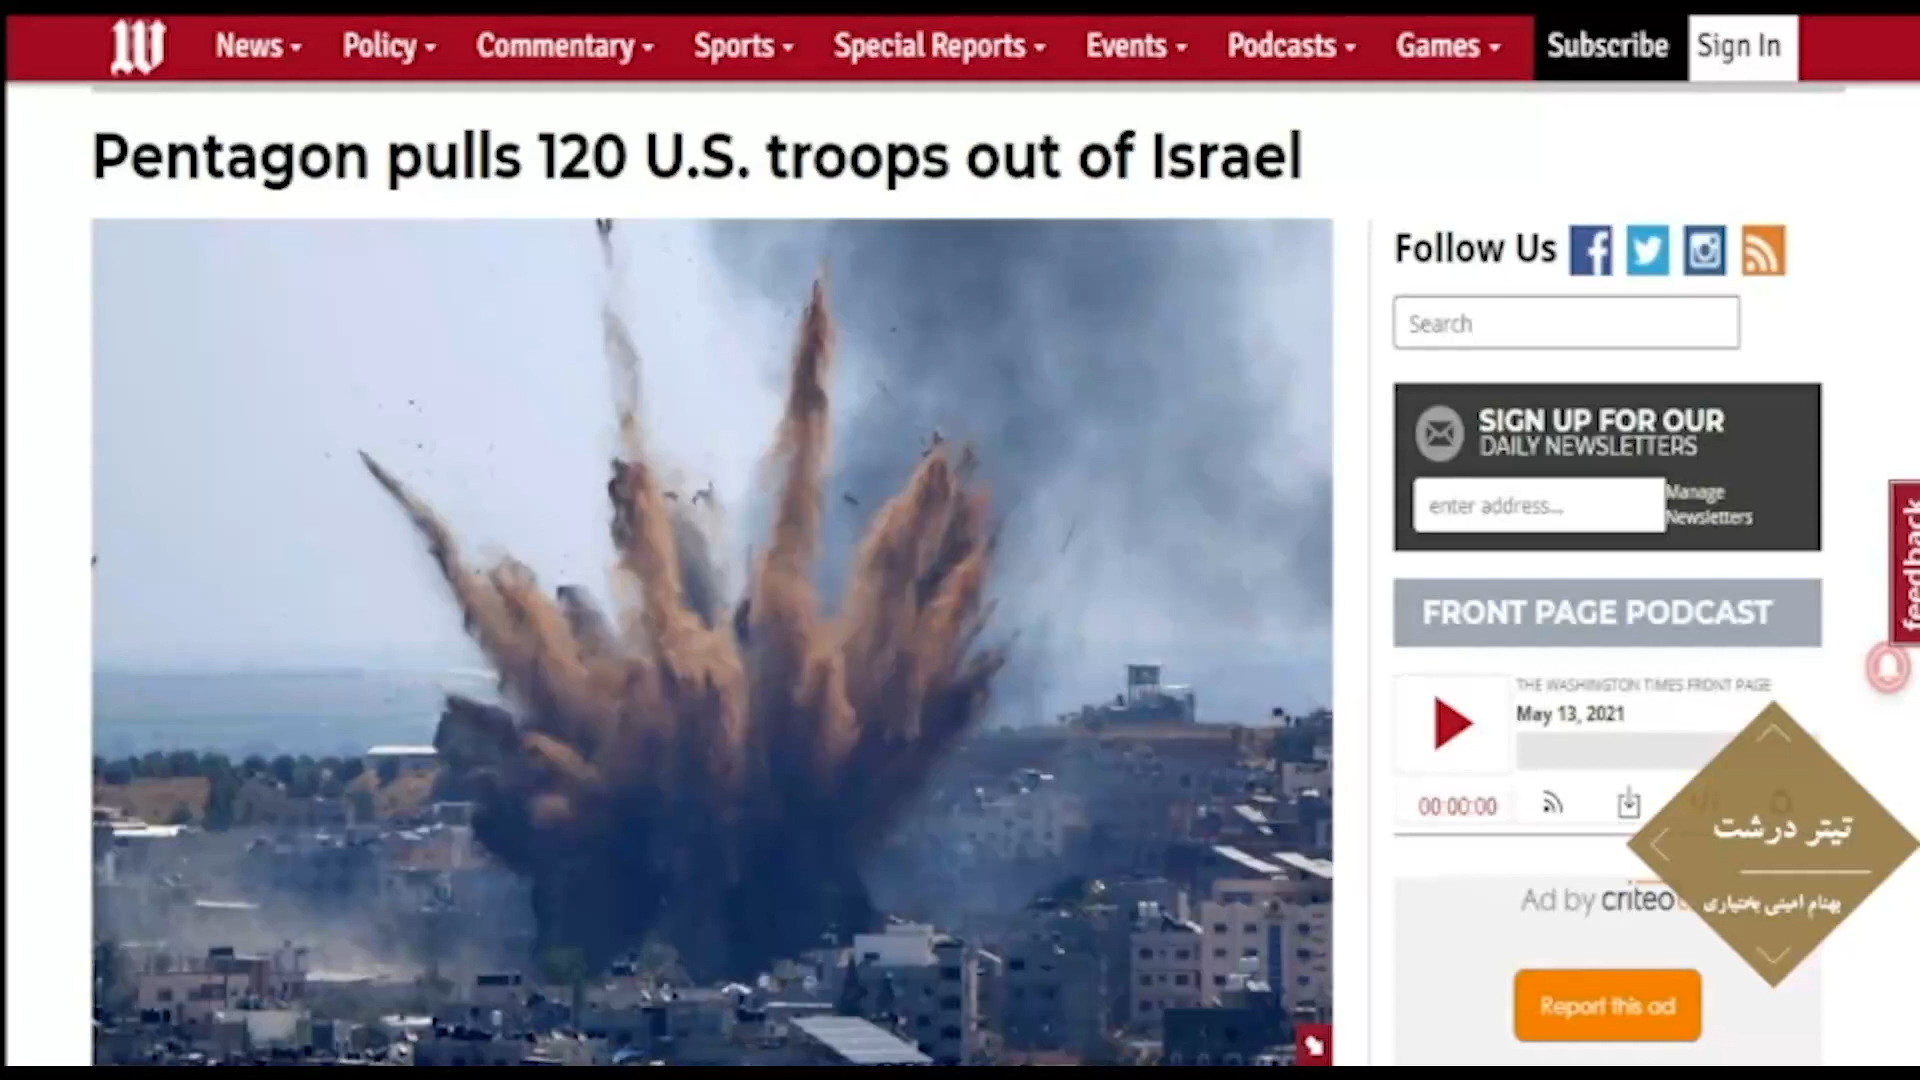 W News Policy Commentary Sports Special Reports Events Podcasts Games Subscribe Sign In
Pentagon pulls 120 U.S. troops out of Israel
Follow Us
Search
SIGN UP FOR OUR
DAILY NEWSLETTERS
enter address...
Manage
Newsletters
feedback
FRONT PAGE PODCAST
THE WASHINGTON TIMES FRONT PAGE
May 13, 2021
00:00:00
تیتر درشت
بهنام امینی بختیاری
Ad by criteo
Report this ad